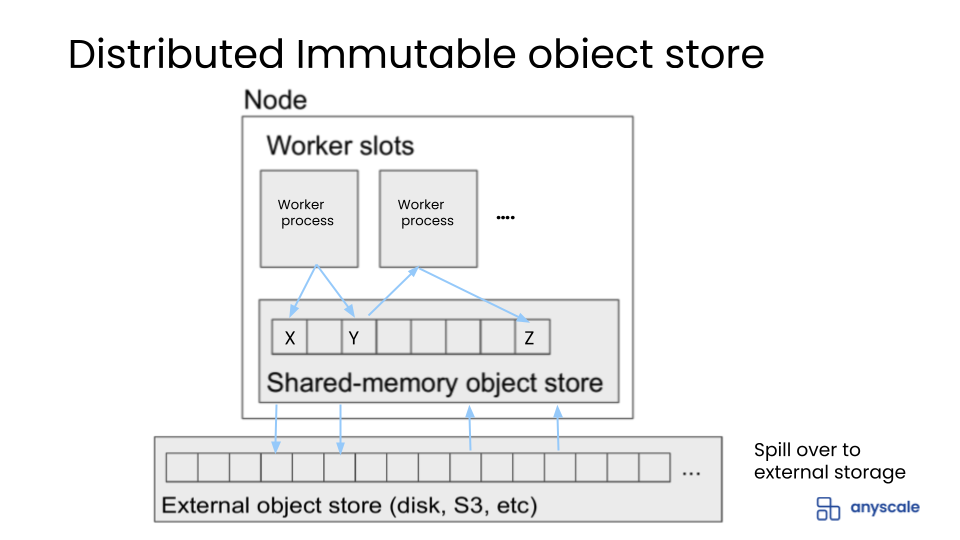 Distributed Immutable object store
Node
Worker slots
Worker
process
Worker
process
....
X
Y
Z
Shared-memory object store
...
External object store (disk, S3, etc)
Spill over to
external storage
anyscale